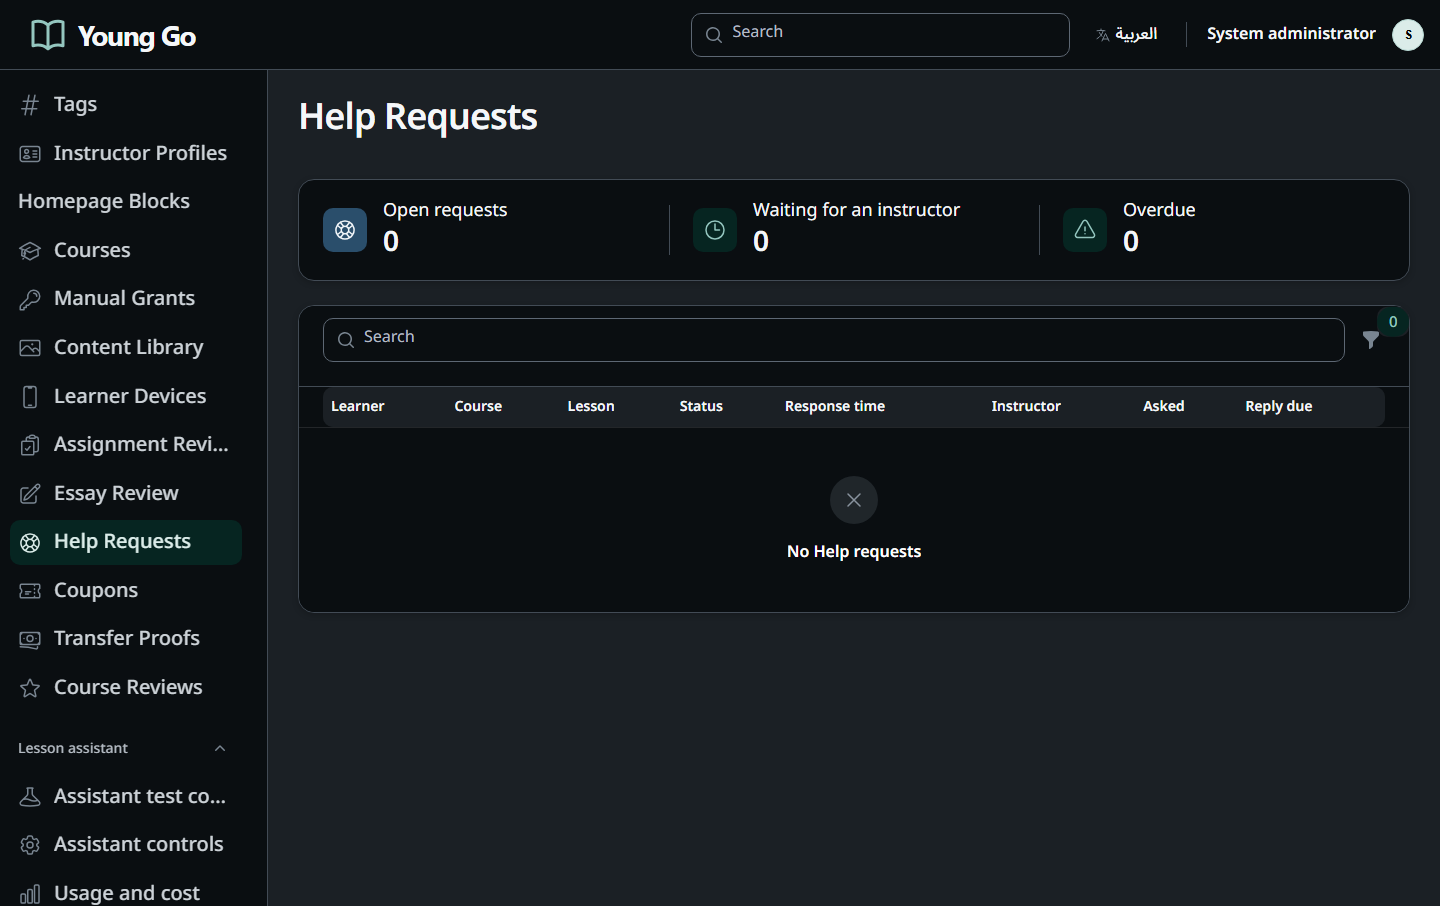 Young Go
Search
العربية
System administrator
S
Tags
Instructor Profiles
Homepage Blocks
Courses
Manual Grants
Content Library
Learner Devices
Assignment Revi...
Essay Review
Help Requests
Coupons
Transfer Proofs
Course Reviews
Lesson assistant
Assistant test co...
Assistant controls
Usage and cost
Help Requests
Open requests
0
Waiting for an instructor
0
Overdue
0
Search
0
Learner Course Lesson Status Response time Instructor Asked Reply due
No Help requests